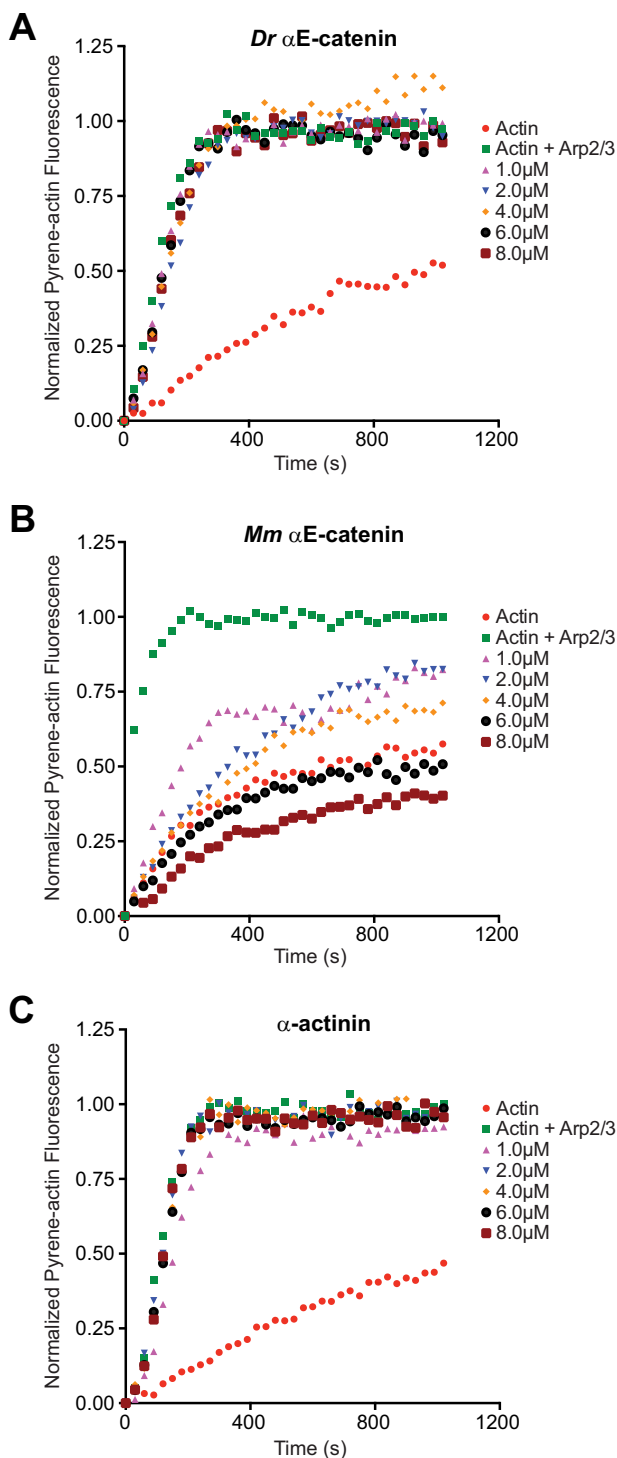 A
Dr αE-catenin
Normalized Pyrene-actin Fluorescence
1.25
1.00
0.75
0.50
0.25
0.00
0
400
800
1200
Time (s)
Actin
Actin + Arp2/3
1.0µM
2.0µM
4.0µM
6.0µM
8.0µM
B
Mm αE-catenin
Normalized Pyrene-actin Fluorescence
1.25
1.00
0.75
0.50
0.25
0.00
0
400
800
1200
Time (s)
Actin
Actin + Arp2/3
1.0µM
2.0µM
4.0µM
6.0µM
8.0µM
C
α-actinin
Normalized Pyrene-actin Fluorescence
1.25
1.00
0.75
0.50
0.25
0.00
0
400
800
1200
Time (s)
Actin
Actin + Arp2/3
1.0µM
2.0µM
4.0µM
6.0µM
8.0µM